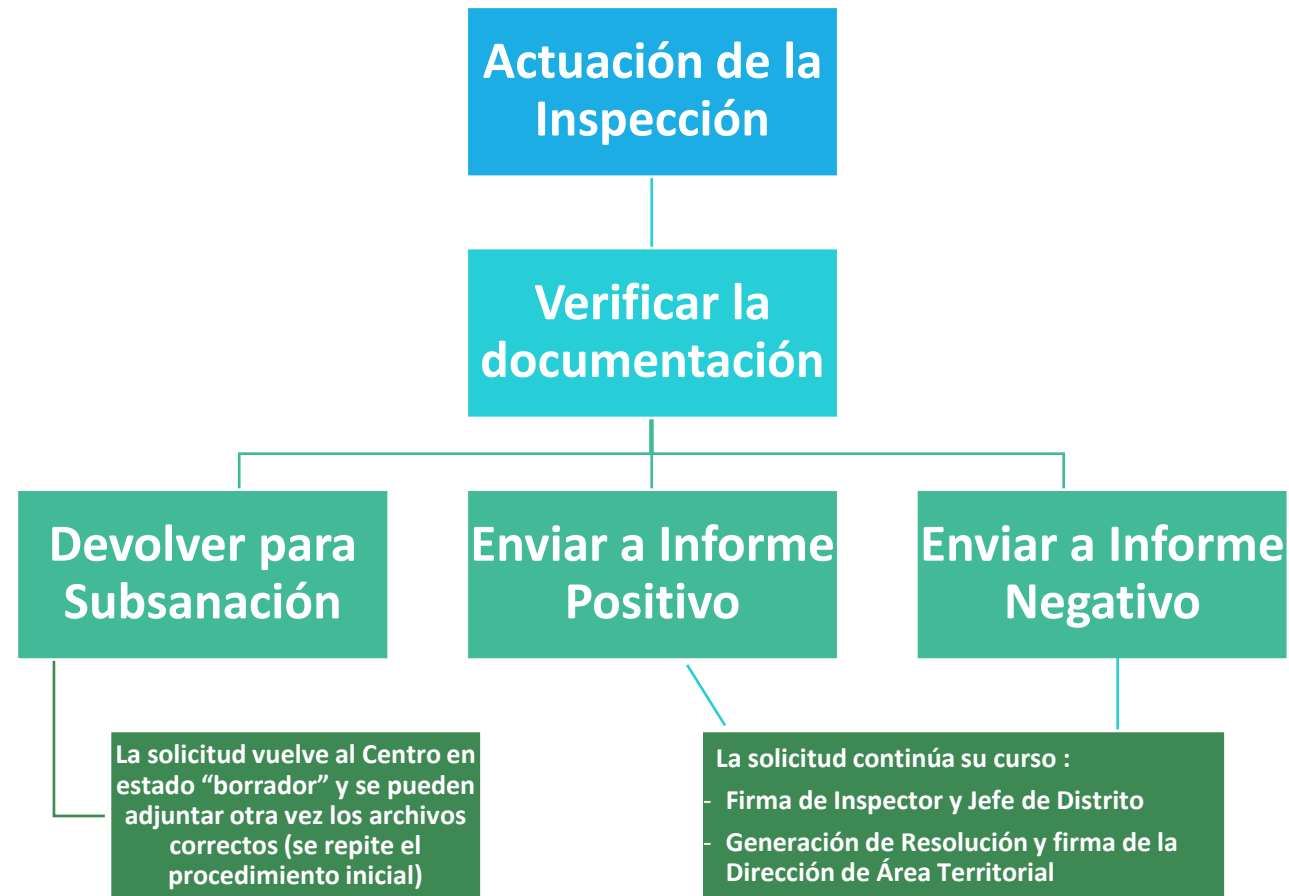 Actuación de la
Inspección
Verificar la
documentación
Devolver para
Subsanación
Enviar a Informe
Positivo
Enviar a Informe
Negativo
La solicitud vuelve al Centro en
estado “borrador” y se pueden
adjuntar otra vez los archivos
correctos (se repite el
procedimiento inicial)
La solicitud continúa su curso :
- Firma de Inspector y Jefe de Distrito
- Generación de Resolución y firma de la
Dirección de Área Territorial